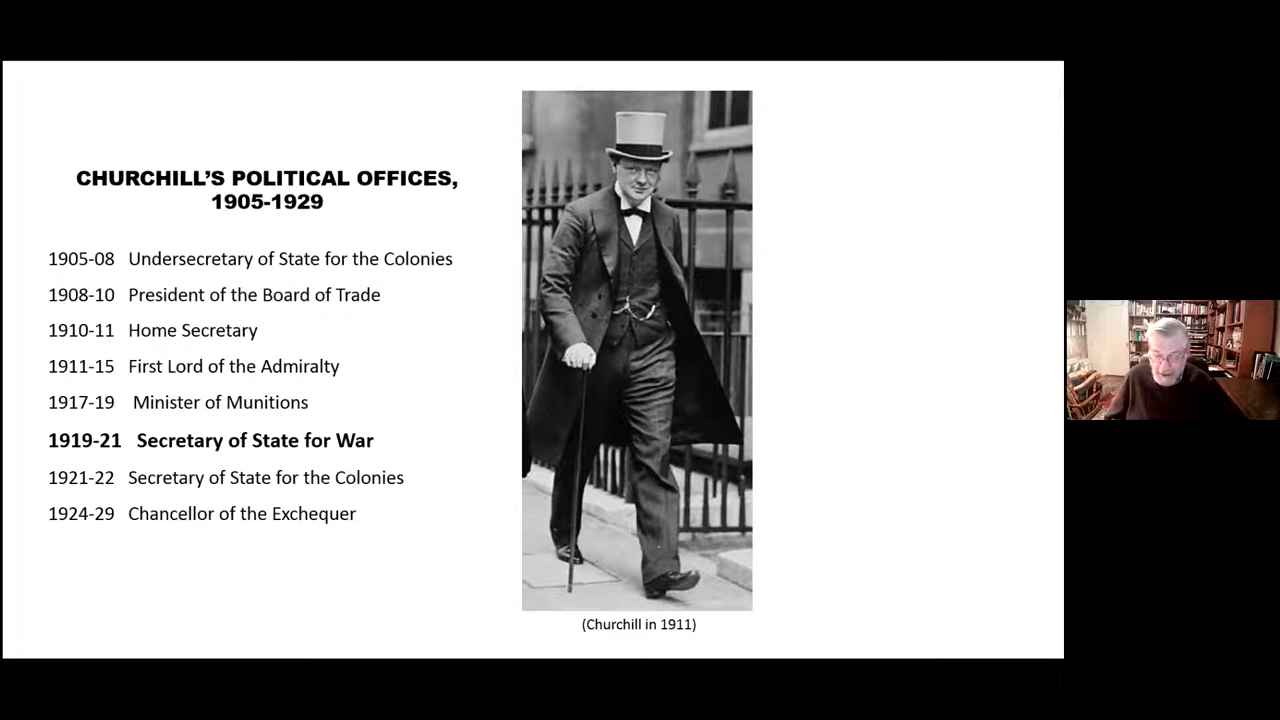 CHURCHILL’S POLITICAL OFFICES,
1905-1929
1905-08 Undersecretary of State for the Colonies
1908-10 President of the Board of Trade
1910-11 Home Secretary
1911-15 First Lord of the Admiralty
1917-19 Minister of Munitions
1919-21 Secretary of State for War
1921-22 Secretary of State for the Colonies
1924-29 Chancellor of the Exchequer
(Churchill in 1911)